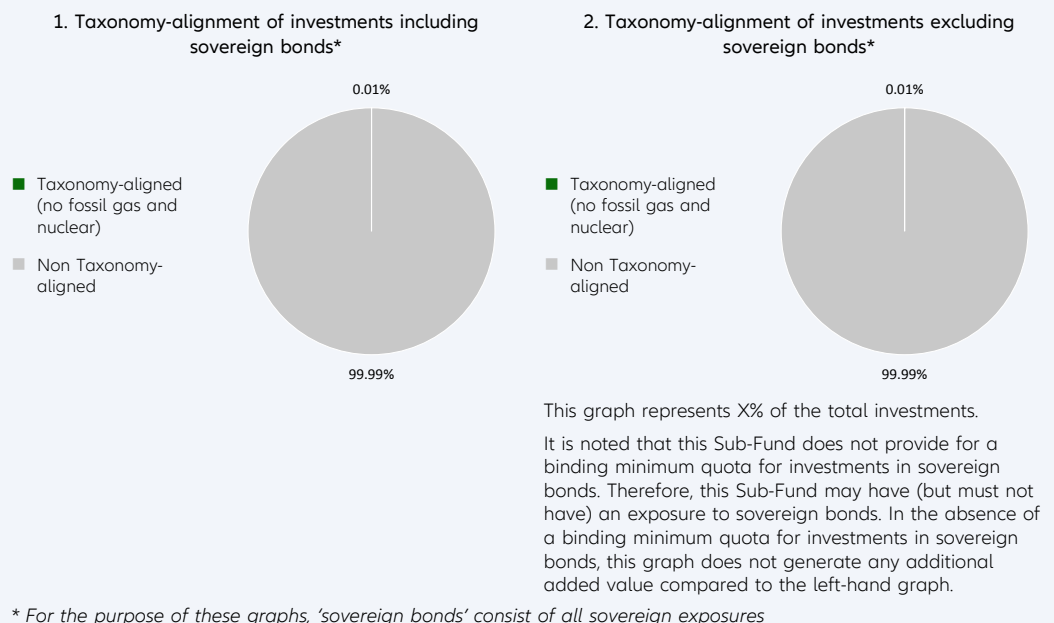 1. Taxonomy-alignment of investments including
sovereign bonds*
0.01%
Taxonomy-aligned
(no fossil gas and
nuclear)
Non Taxonomy-
aligned
99.99%
2. Taxonomy-alignment of investments excluding
sovereign bonds*
0.01%
Taxonomy-aligned
(no fossil gas and
nuclear)
Non Taxonomy-
aligned
99.99%
This graph represents X% of the total investments.
It is noted that this Sub-Fund does not provide for a
binding minimum quota for investments in sovereign
bonds. Therefore, this Sub-Fund may have (but must not
have) an exposure to sovereign bonds. In the absence of
a binding minimum quota for investments in sovereign
bonds, this graph does not generate any additional
added value compared to the left-hand graph.
* For the purpose of these graphs, ‘sovereign bonds’ consist of all sovereign exposures